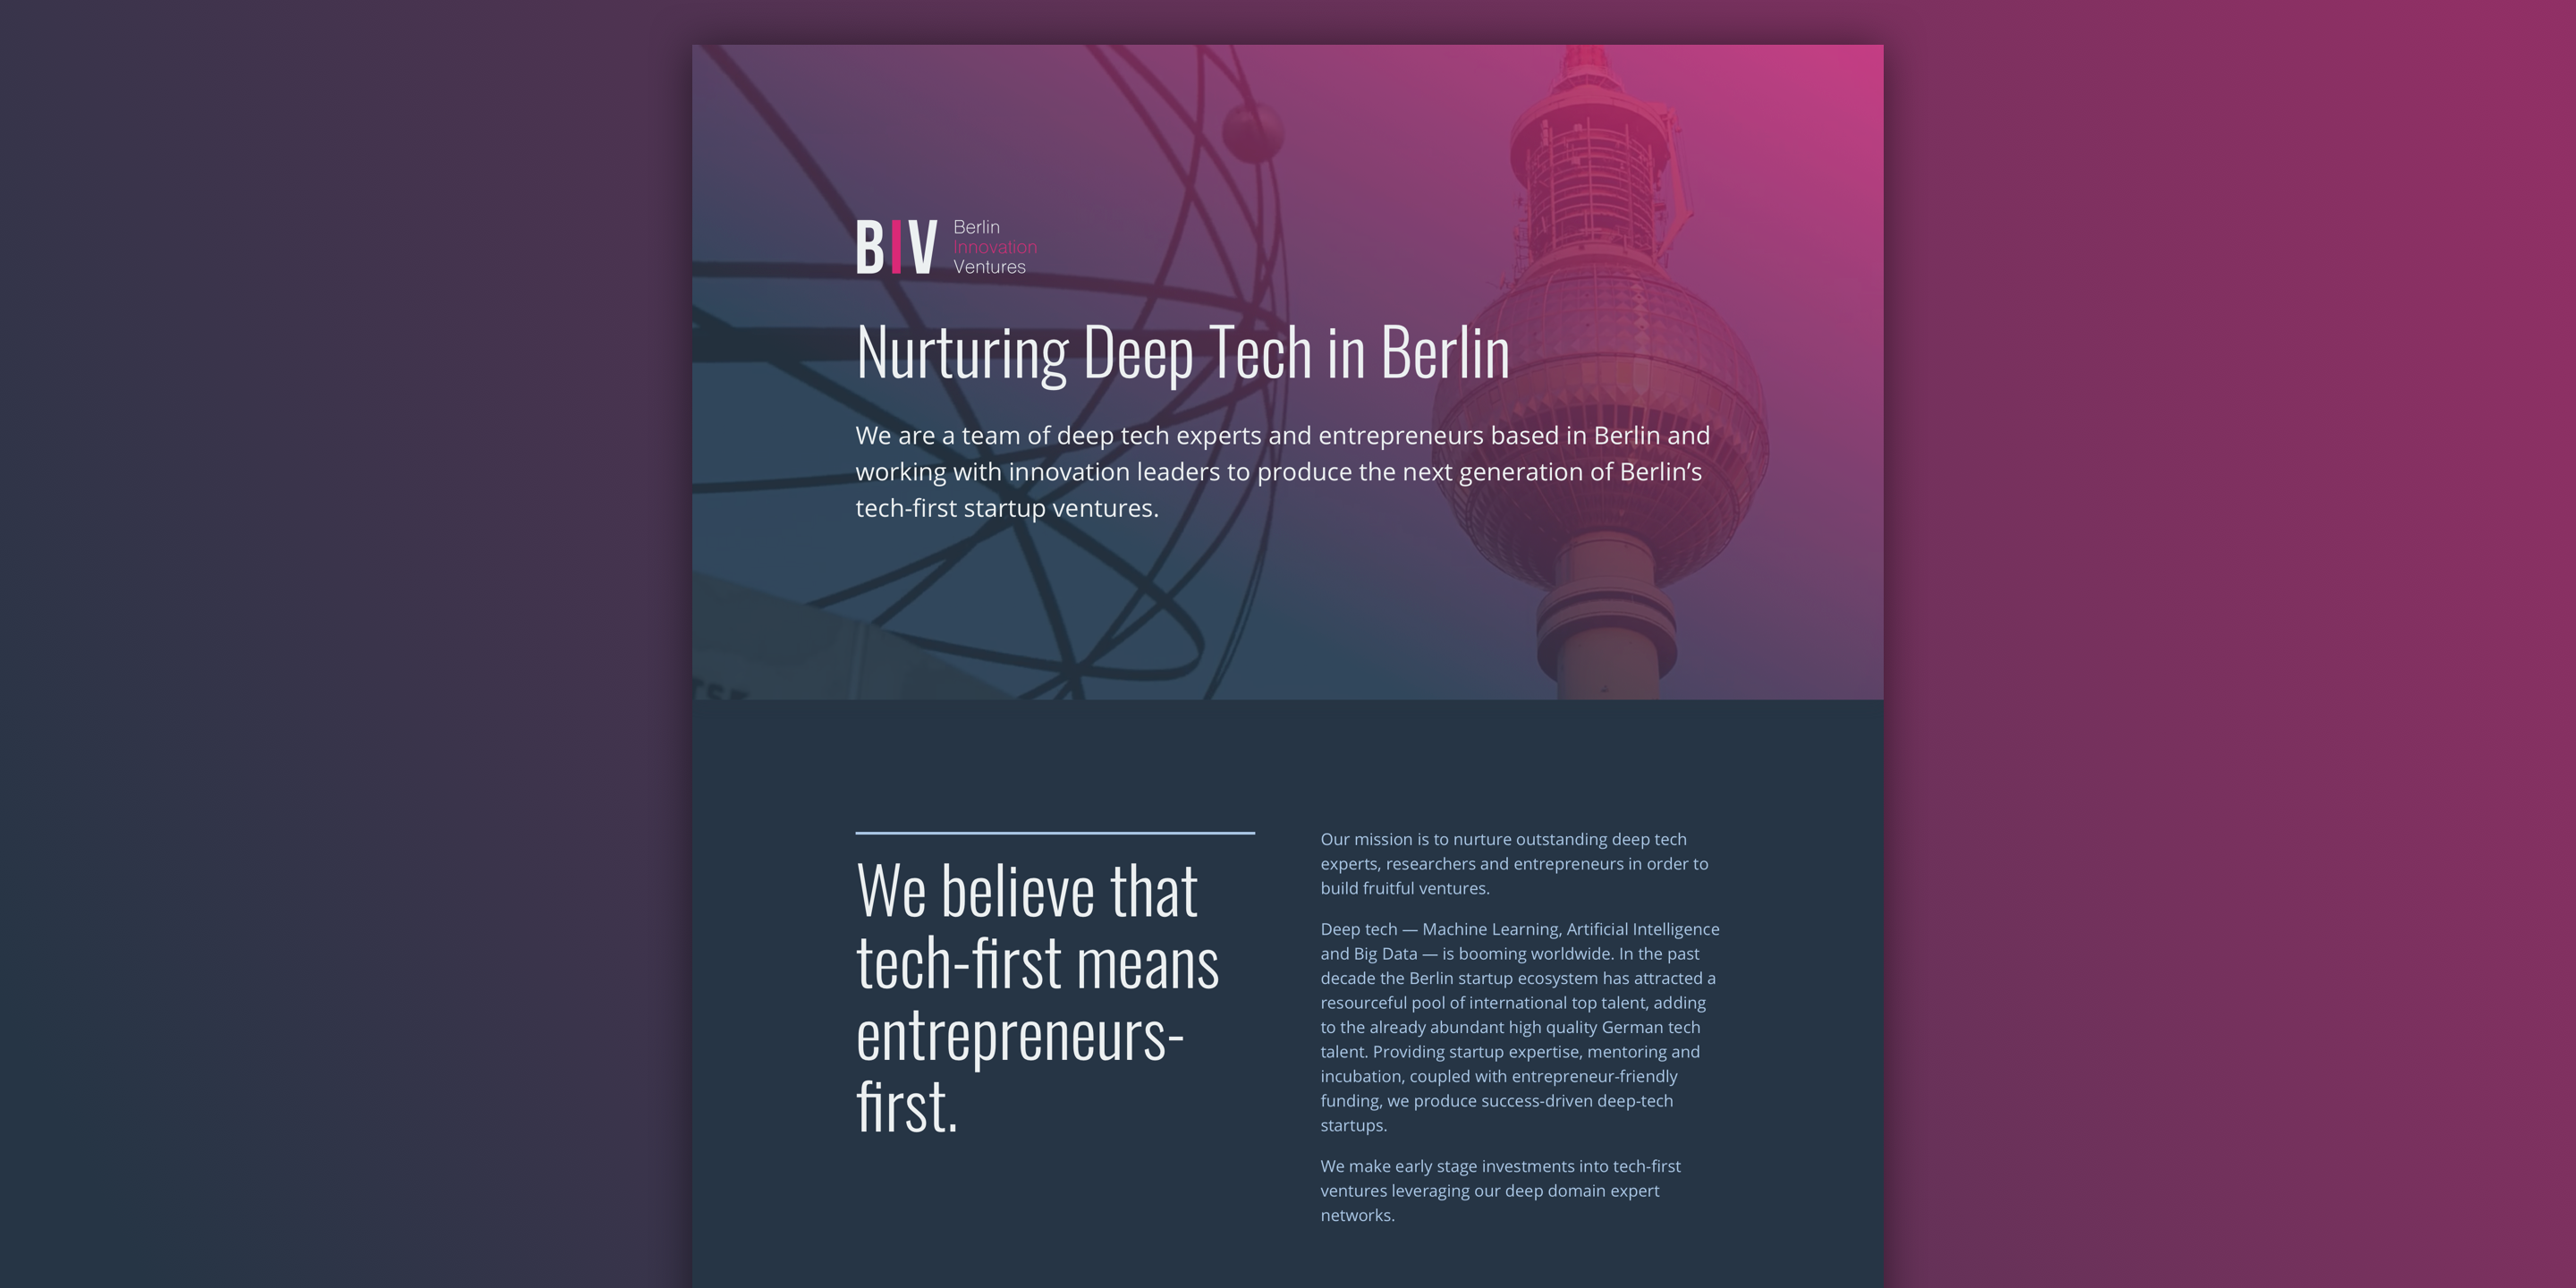 BIV
Berlin
Innovation
Ventures
Nurturing Deep Tech in Berlin
We are a team of deep tech experts and entrepreneurs based in Berlin and
working with innovation leaders to produce the next generation of Berlin’s
tech-first startup ventures.
We believe that
tech-first means
entrepreneurs-
first.
Our mission is to nurture outstanding deep tech
experts, researchers and entrepreneurs in order to
build fruitful ventures.
Deep tech — Machine Learning, Artificial Intelligence
and Big Data — is booming worldwide. In the past
decade the Berlin startup ecosystem has attracted a
resourceful pool of international top talent, adding
to the already abundant high quality German tech
talent. Providing startup expertise, mentoring and
incubation, coupled with entrepreneur-friendly
funding, we produce success-driven deep-tech
startups.
We make early stage investments into tech-first
ventures leveraging our deep domain expert
networks.